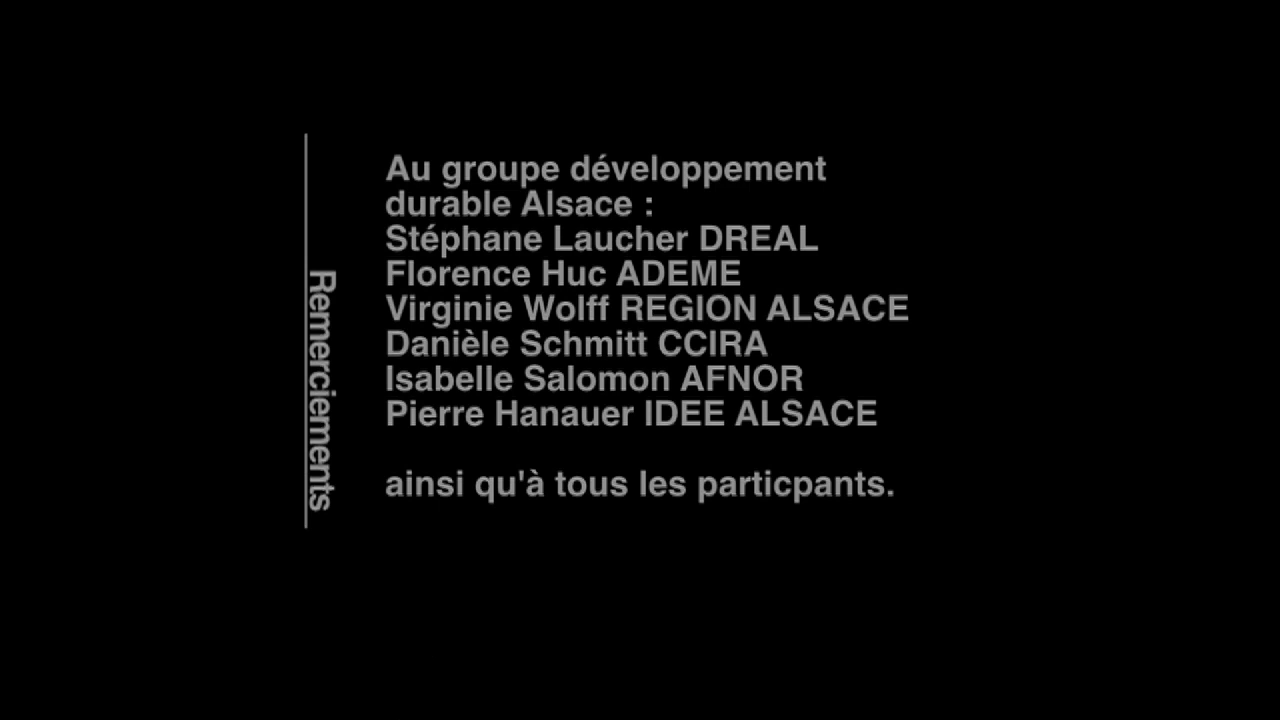 Remerciements
Au groupe développement
durable Alsace :
Stéphane Laucher DREAL
Florence Huc ADEME
Virginie Wolff REGION ALSACE
Danièle Schmitt CCIRA
Isabelle Salomon AFNOR
Pierre Hanauer IDEE ALSACE
ainsi qu'à tous les particpants.